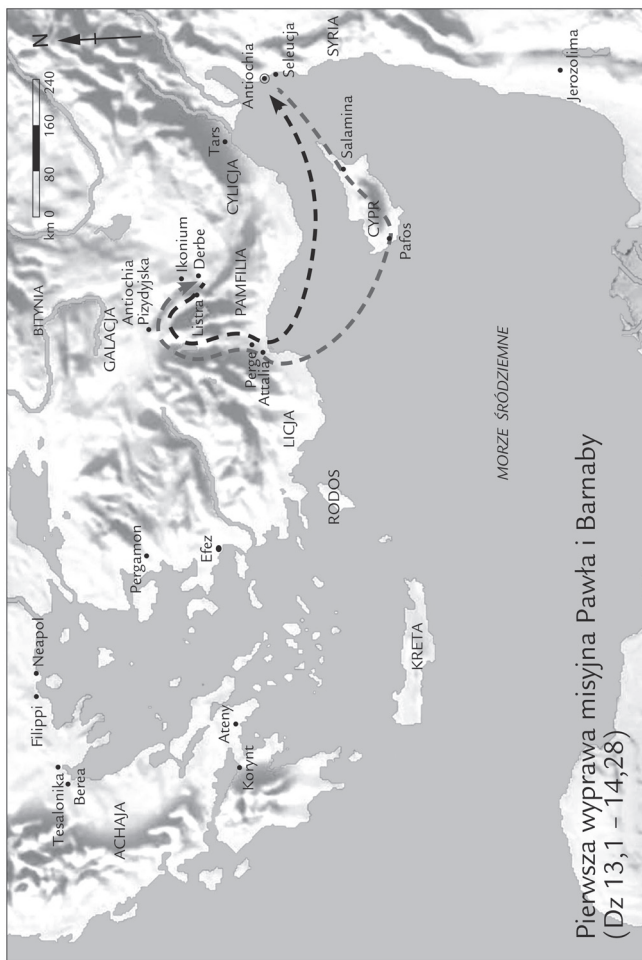 N
km 0 80 160 240
BITYNIA
GALACJA
Antiochia
Pizydyjska
Ikonium
Derbe
Listra
PAMFILIA
CYLICJA
Tars
Antiochia
Seleucja
SYRIA
Filippi
Neapol
Tesalonika
Berea
ACHAJA
Pergamon
Efez
Ateny
Korynt
Perge
Attalia
LICJA
RODOS
KRETA
CYPR
Salamina
Pafos
Jerozolima
MORZE ŚRÓDZIEMNE
Pierwsza wyprawa misyjna Pawła i Barnaby
(Dz 13,1 – 14,28)